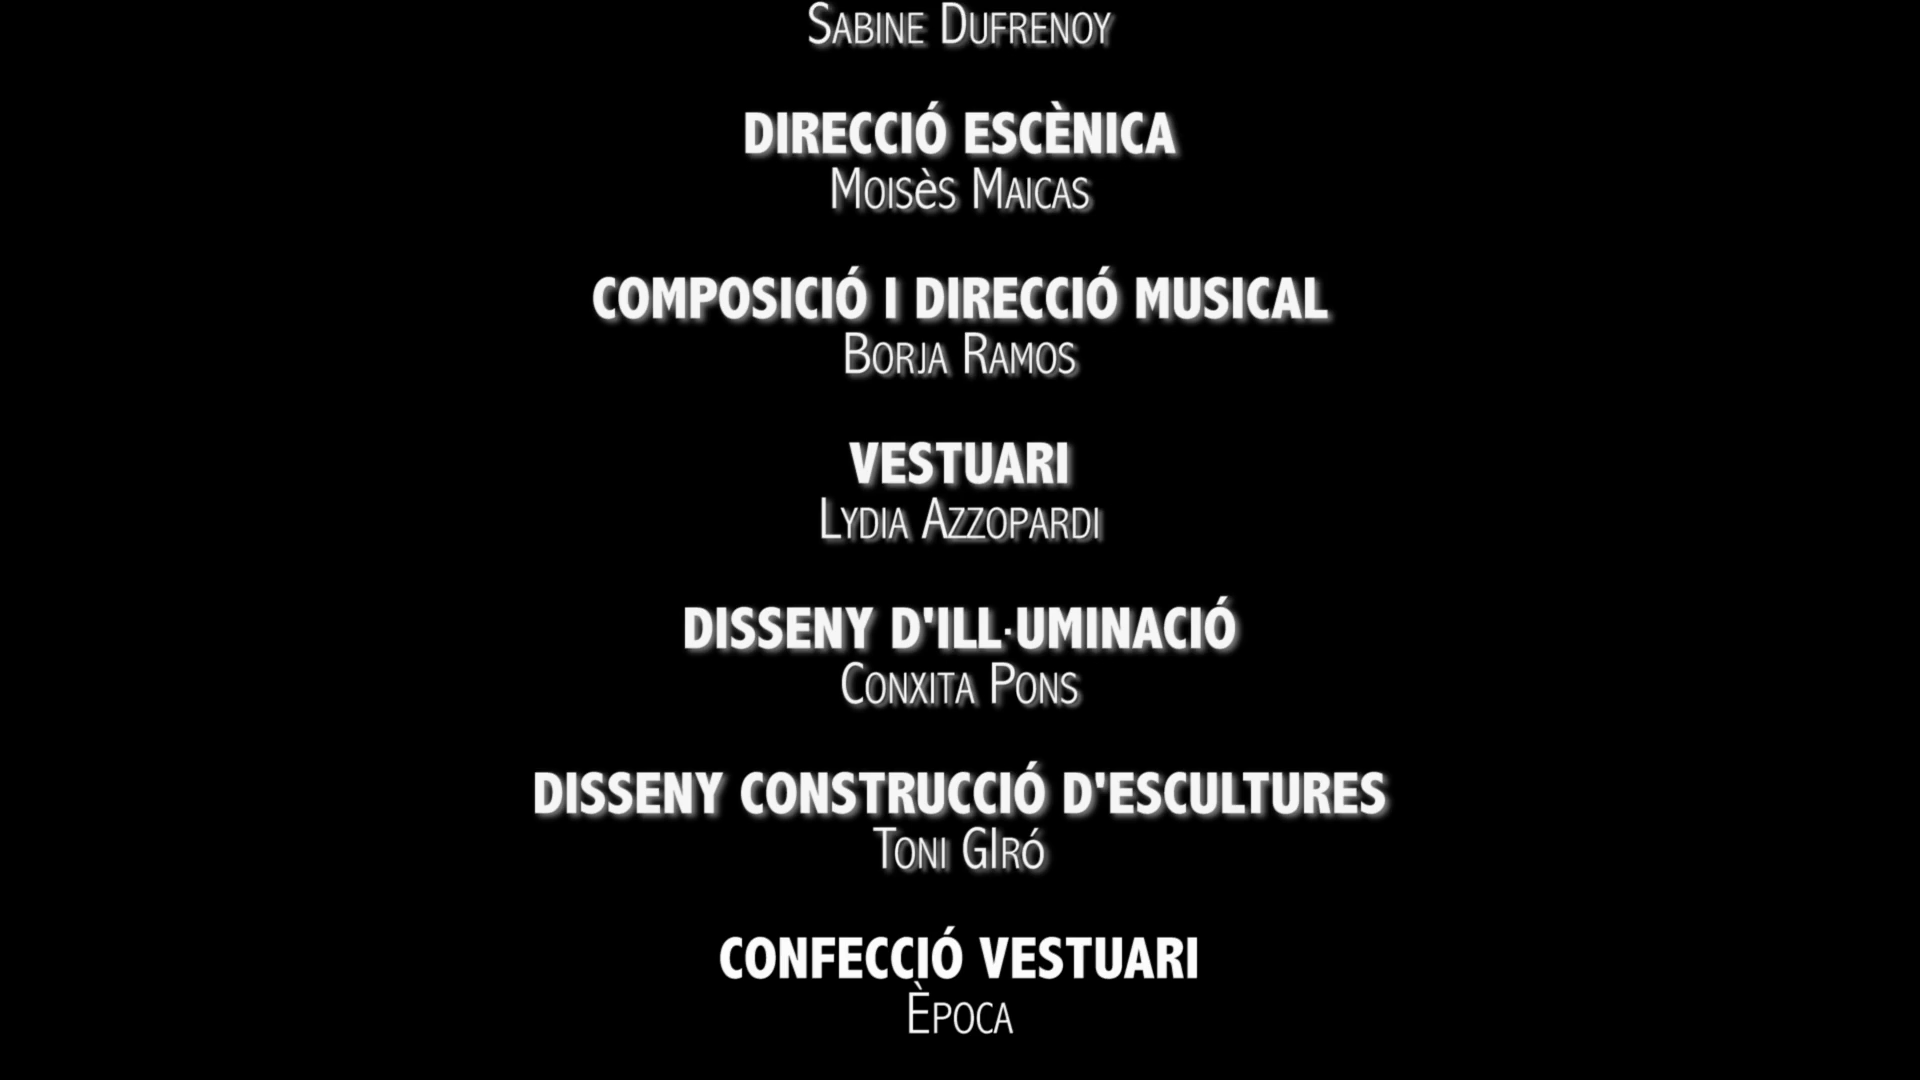 Sabine Dufrenoy
DIRECCIÓ ESCÈNICA
Moisès Maicas
COMPOSICIÓ I DIRECCIÓ MUSICAL
Borja Ramos
VESTUARI
Lydia Azzopardi
DISSENY D'ILL·UMINACIÓ
Conxita Pons
DISSENY CONSTRUCCIÓ D'ESCULTURES
Toni GIró
CONFECCIÓ VESTUARI
Època